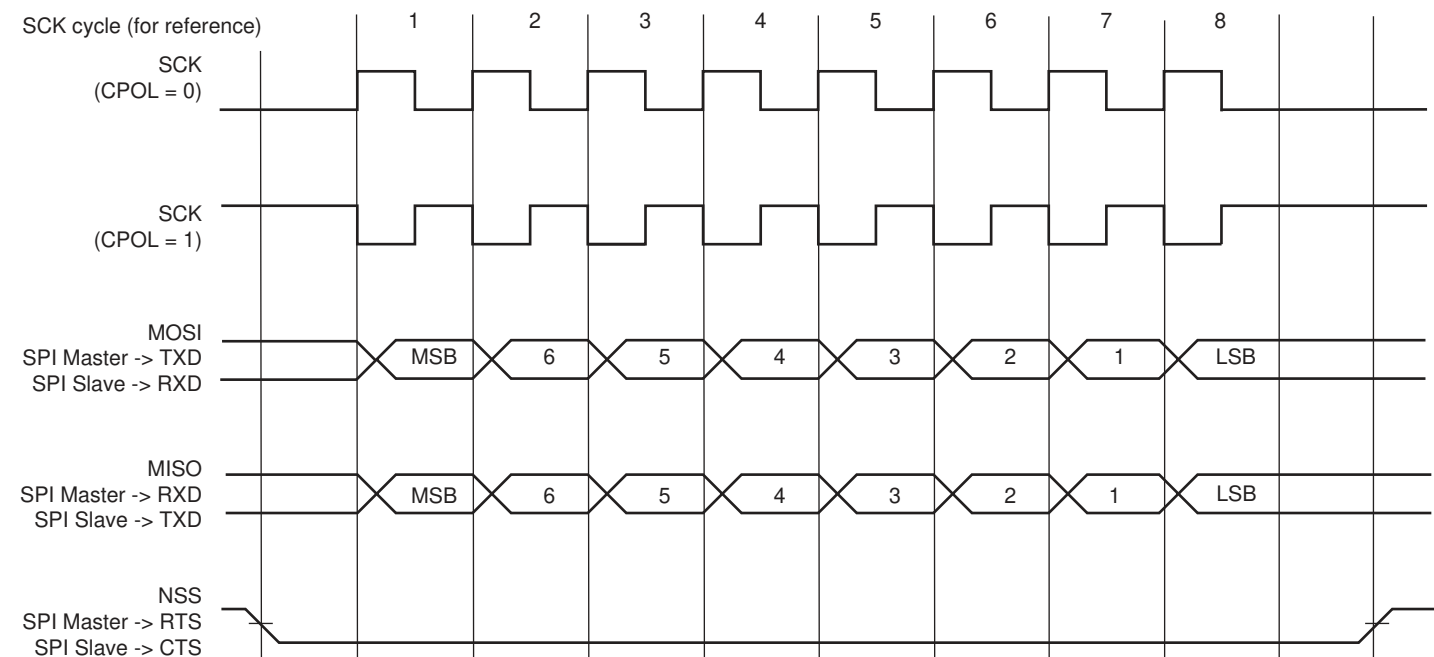 SCK cycle (for reference) 1 2 3 4 5 6 7 8
SCK
(CPOL = 0)
SCK
(CPOL = 1)
MOSI
SPI Master -> TXD
SPI Slave -> RXD
MSB 6 5 4 3 2 1 LSB
MISO
SPI Master -> RXD
SPI Slave -> TXD
MSB 6 5 4 3 2 1 LSB
NSS
SPI Master -> RTS
SPI Slave -> CTS